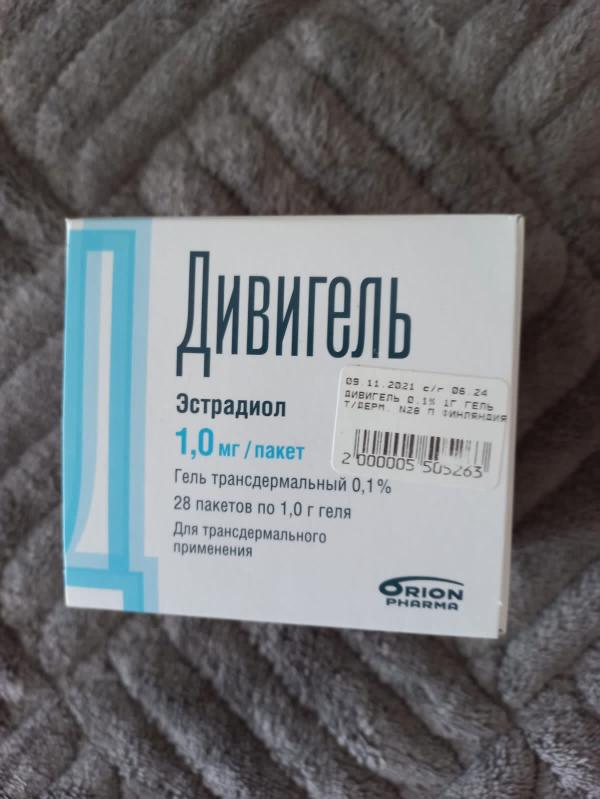 Д
Дивигель
Эстрадиол
1,0 мг / пакет
Гель трансдермальный 0,1%
28 пакетов по 1,0 г геля
Для трансдермального
применения
09 11.2021 с/г 06.24
ДИВИГЕЛЬ 0.1% 1Г ГЕЛЬ
Т/ДЕРМ. N28 П ФИНЛЯНДИЯ
2 000005 505263
ORION
PHARMA